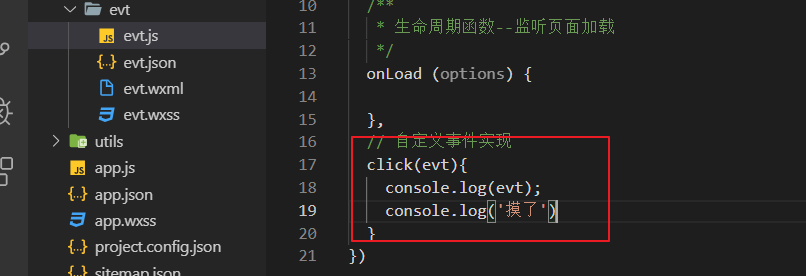 evt
JS evt.js
{..} evt.json
evt.wxml
evt.wxss
utils
JS app.js
{..} app.json
app.wxss
{..} project.config.json
{..} sitemap.json
10 /**
11 * 生命周期函数--监听页面加载
12 */
13 onLoad (options) {
14
15 },
16 // 自定义事件实现
17 click(evt){
18 console.log(evt);
19 console.log('摸了')
20 }
21 })